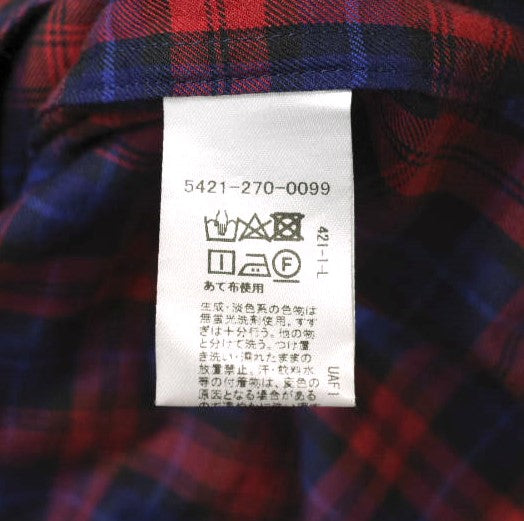 5421-270-0099
421-1-L
F
あて布使用
生成・淡色系の色物は
無蛍光洗剤使用。すす
ぎは十分行う。他の物
と分けて洗う。つけ置
き洗い・濡れたままの
放置禁止。汗・飲料水
等の付着物は、変色の
原因となる場合がある
UAF1